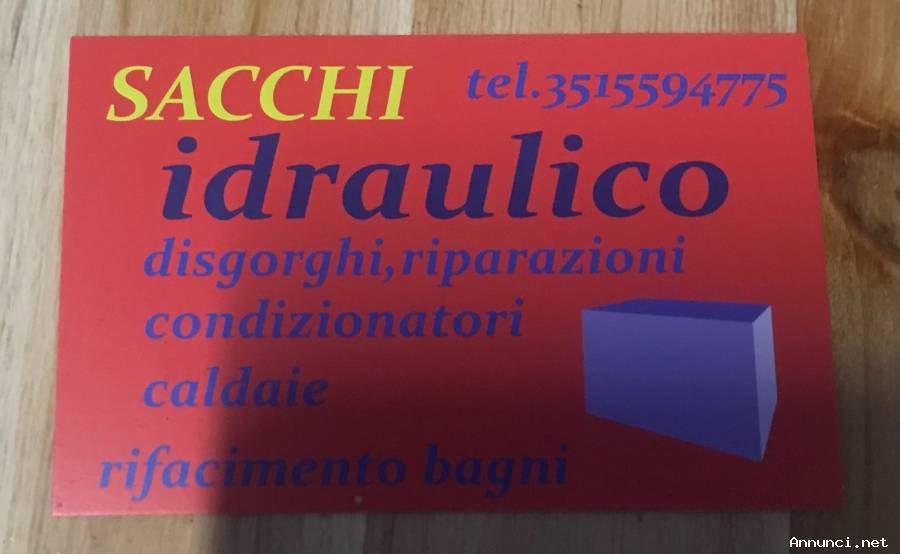 SACCHI tel.3515594775
idraulico
disgorghi,riparazioni
condizionatori
caldaie
rifacimento bagni
Annunci.net